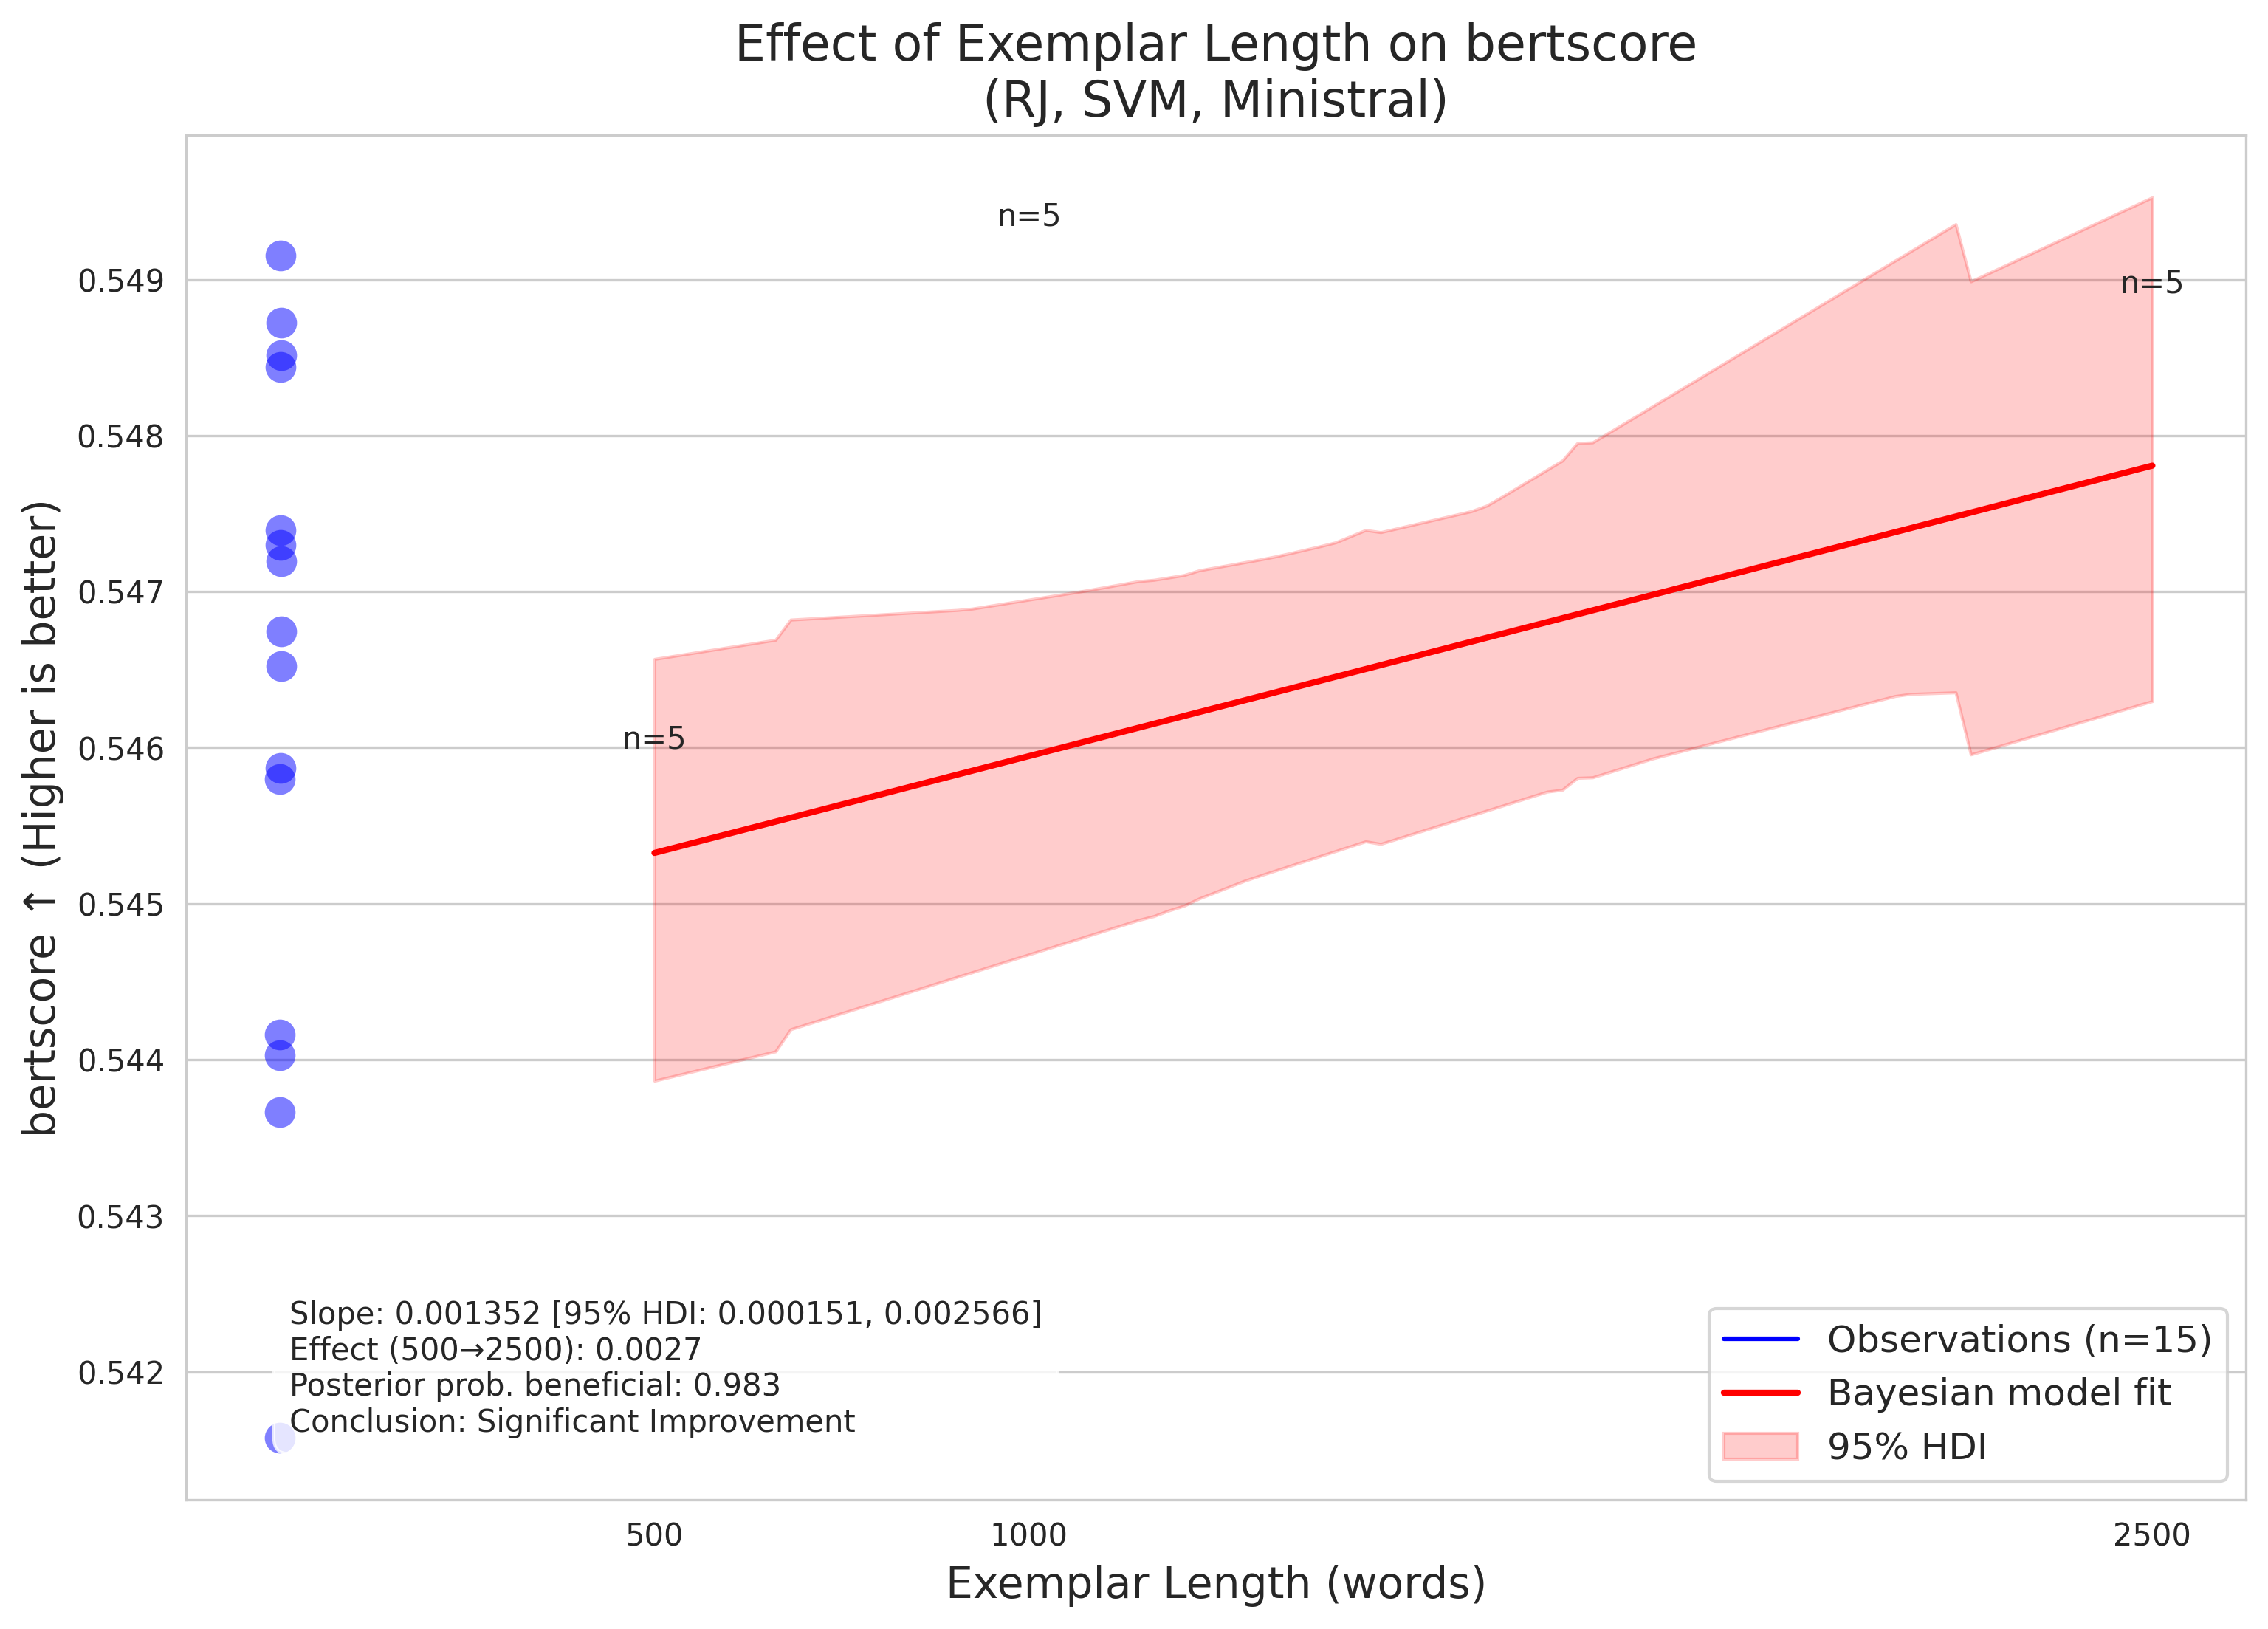 Effect of Exemplar Length on bertscore
(RJ, SVM, Ministral)
bertscore ↑ (Higher is better)
0.549
0.548
0.547
0.546
0.545
0.544
0.543
0.542
n=5
n=5
n=5
Slope: 0.001352 [95% HDI: 0.000151, 0.002566]
Effect (500→2500): 0.0027
Posterior prob. beneficial: 0.983
Conclusion: Significant Improvement
Observations (n=15)
Bayesian model fit
95% HDI
500
1000
2500
Exemplar Length (words)